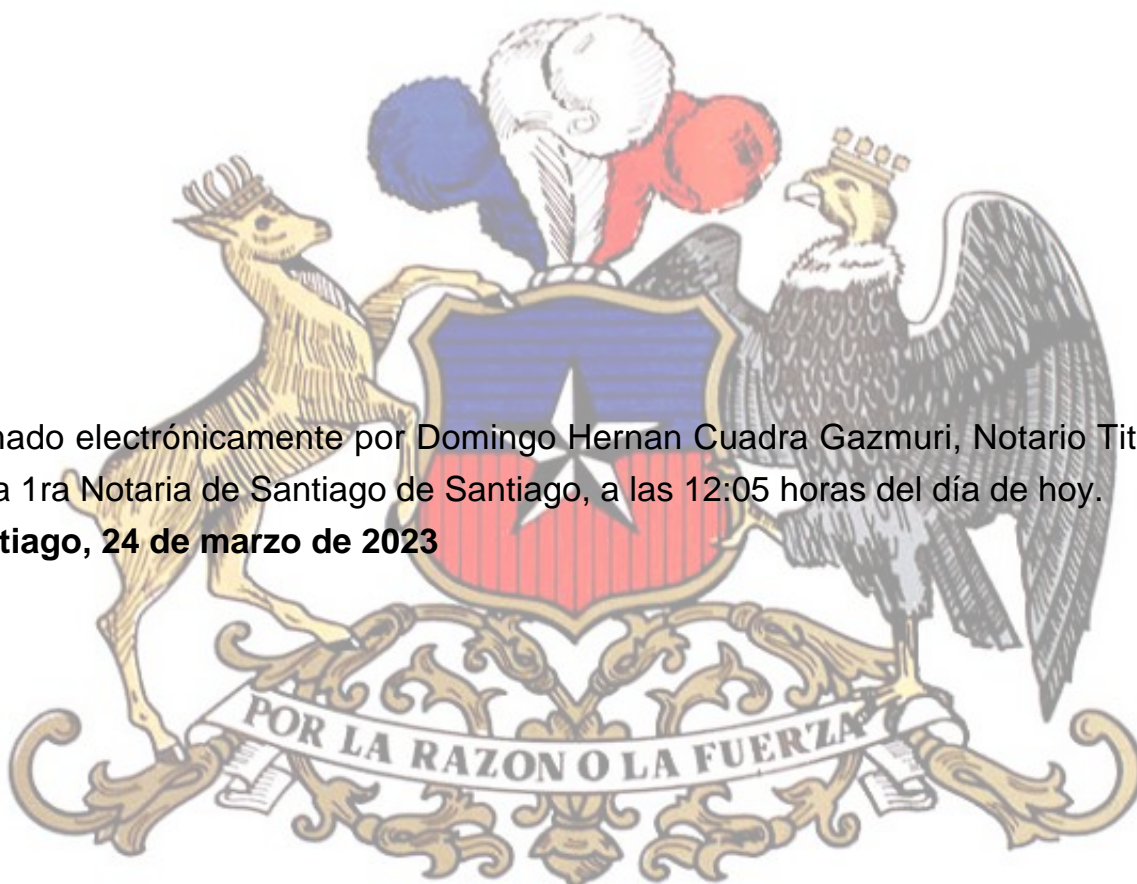 nado electrónicamente por Domingo Hernan Cuadra Gazmuri, Notario Tit
a 1ra Notaria de Santiago de Santiago, a las 12:05 horas del día de hoy.
tiago, 24 de marzo de 2023
POR LA RAZON O LA FUERZA